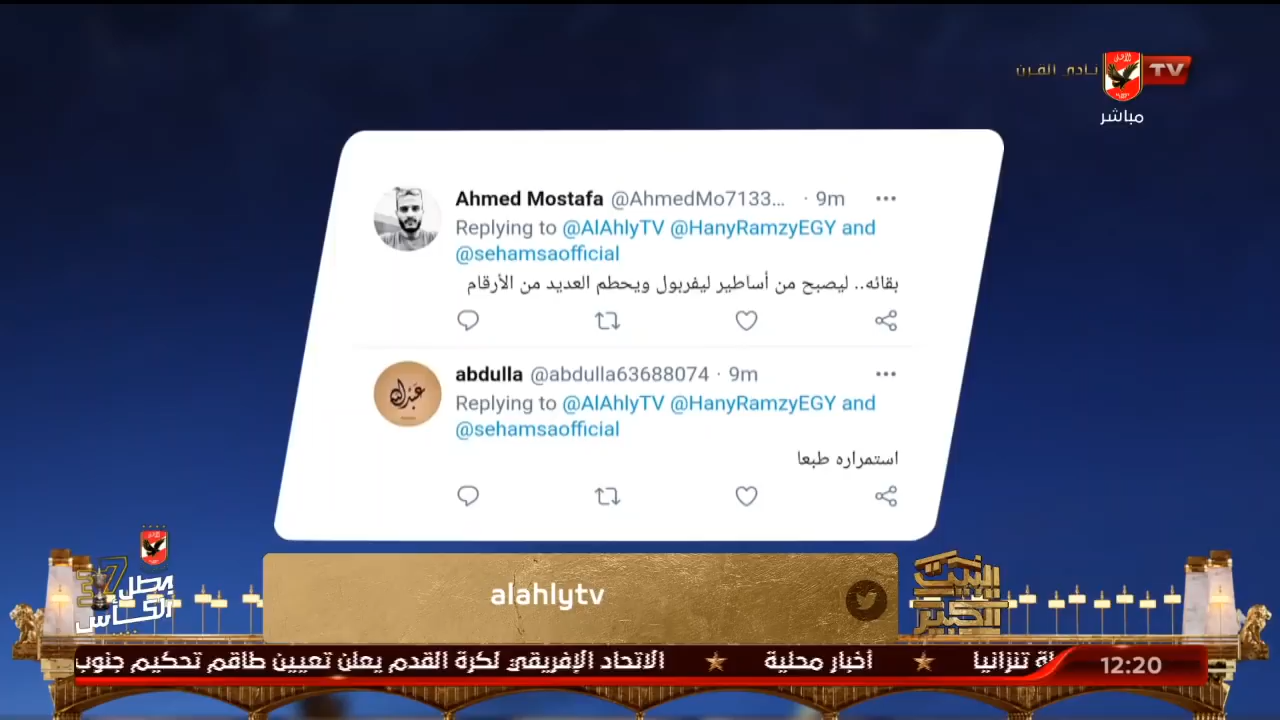 نادي القرن
TV
مباشر
Ahmed Mostafa @AhmedMo7133... · 9m
Replying to @AlAhlyTV @HanyRamzyEGY and
@sehamsaofficial
بقائه.. ليصبح من أساطير ليفربول ويحطم العديد من الأرقام
abdulla @abdulla63688074 · 9m
Replying to @AlAhlyTV @HanyRamzyEGY and
@sehamsaofficial
استمراره طبعا
بطل 37
الكأس
alahlytv
البيت
الكبير
تنزانيا ★ أخبار محلية ★ الاتحاد الإفريقي لكرة القدم يعلن تعيين طاقم تحكيم جنوب
12:20